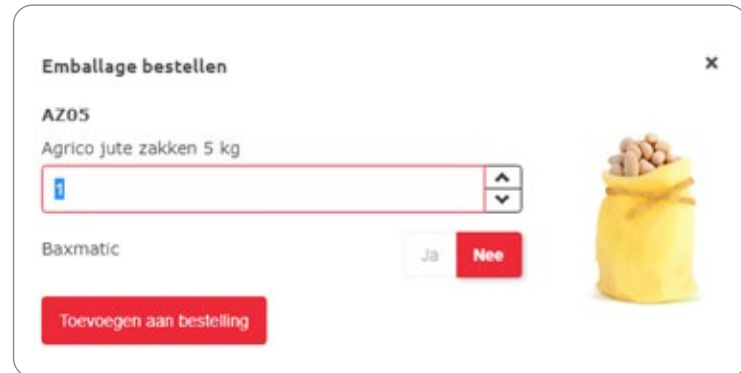 Emballage bestellen
AZ05
Agrico jute zakken 5 kg
1
Baxmatic
Ja Nee
Toevoegen aan bestelling